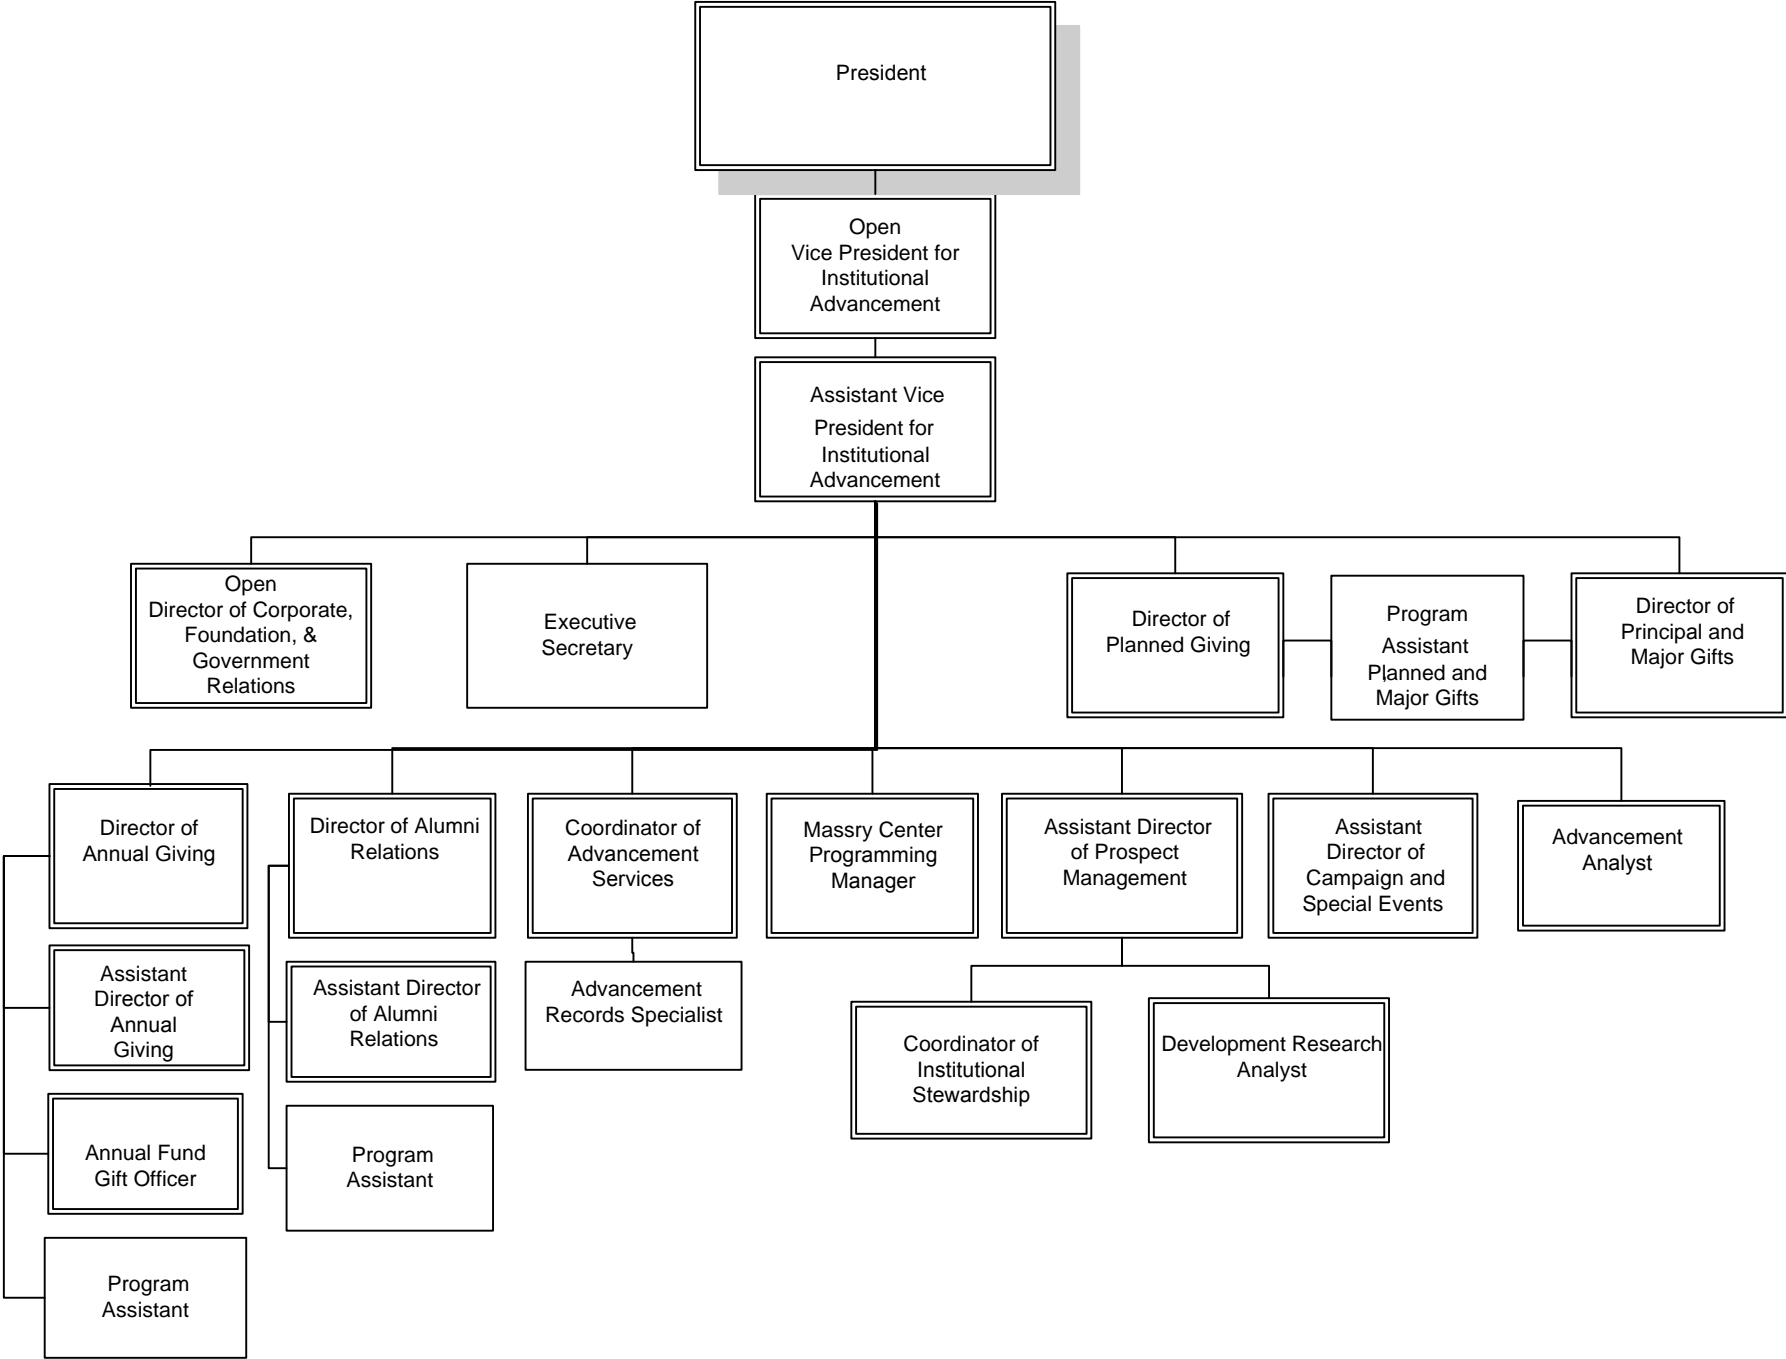 President
Open
Vice President for
Institutional
Advancement
Assistant Vice
President for
Institutional
Advancement
Open
Director of Corporate,
Foundation, &
Government
Relations
Executive
Secretary
Director of
Planned Giving
Program
Assistant
Planned and
Major Gifts
Director of
Principal and
Major Gifts
Director of
Annual Giving
Director of Alumni
Relations
Coordinator of
Advancement
Services
Massry Center
Programming
Manager
Assistant Director
of Prospect
Management
Assistant
Director of
Campaign and
Special Events
Advancement
Analyst
Assistant
Director of
Annual
Giving
Assistant Director
of Alumni
Relations
Advancement
Records Specialist
Coordinator of
Institutional
Stewardship
Development Research
Analyst
Annual Fund
Gift Officer
Program
Assistant
Program
Assistant